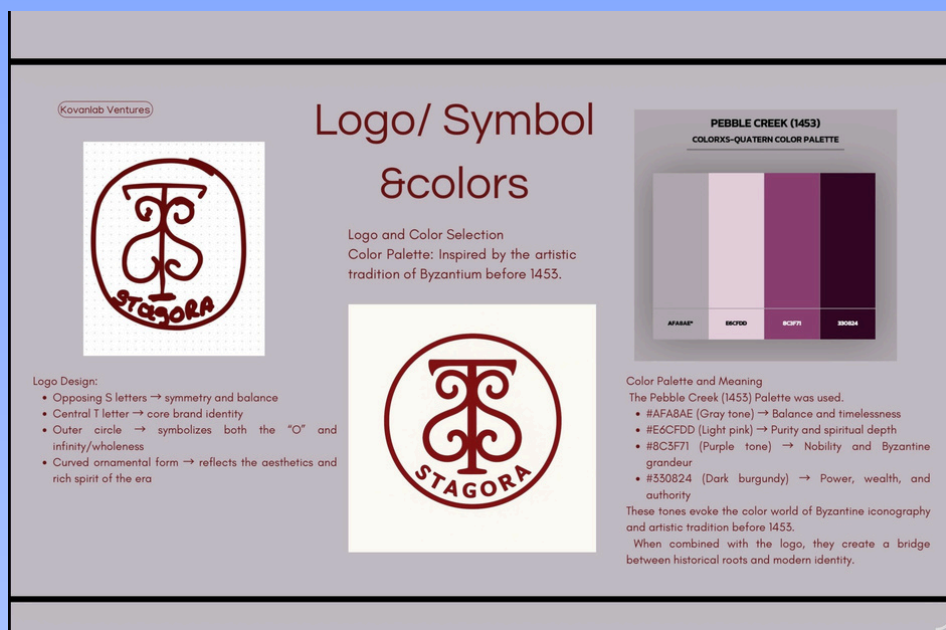 Kovanlab Ventures
Logo/ Symbol
&colors
Logo and Color Selection
Color Palette: Inspired by the artistic
tradition of Byzantium before 1453.
STagoRA
Logo Design:
• Opposing S letters → symmetry and balance
• Central T letter → core brand identity
• Outer circle → symbolizes both the “O” and
infinity/wholeness
• Curved ornamental form → reflects the aesthetics and
rich spirit of the era
STAGORA
PEBBLE CREEK (1453)
COLORXS-QUATERN COLOR PALETTE
AFA8AE*
E6CFDD
8C3F71
330824
Color Palette and Meaning
The Pebble Creek (1453) Palette was used.
• #AFA8AE (Gray tone) → Balance and timelessness
• #E6CFDD (Light pink) → Purity and spiritual depth
• #8C3F71 (Purple tone) → Nobility and Byzantine
grandeur
• #330824 (Dark burgundy) → Power, wealth, and
authority
These tones evoke the color world of Byzantine iconography
and artistic tradition before 1453.
When combined with the logo, they create a bridge
between historical roots and modern identity.